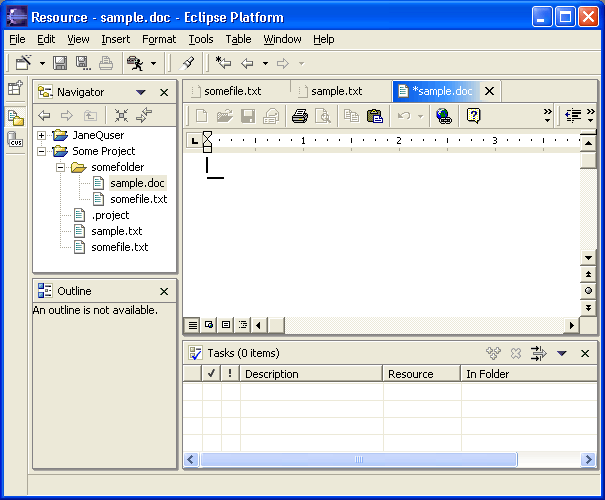 Resource - sample.doc - Eclipse Platform
File Edit View Insert Format Tools Table Window Help
Navigator
JaneQuser
Some Project
somefolder
sample.doc
somefile.txt
.project
sample.txt
somefile.txt
Outline
An outline is not available.
somefile.txt sample.txt *sample.doc
1 2 3
Tasks (0 items)
! Description Resource In Folder
CVS